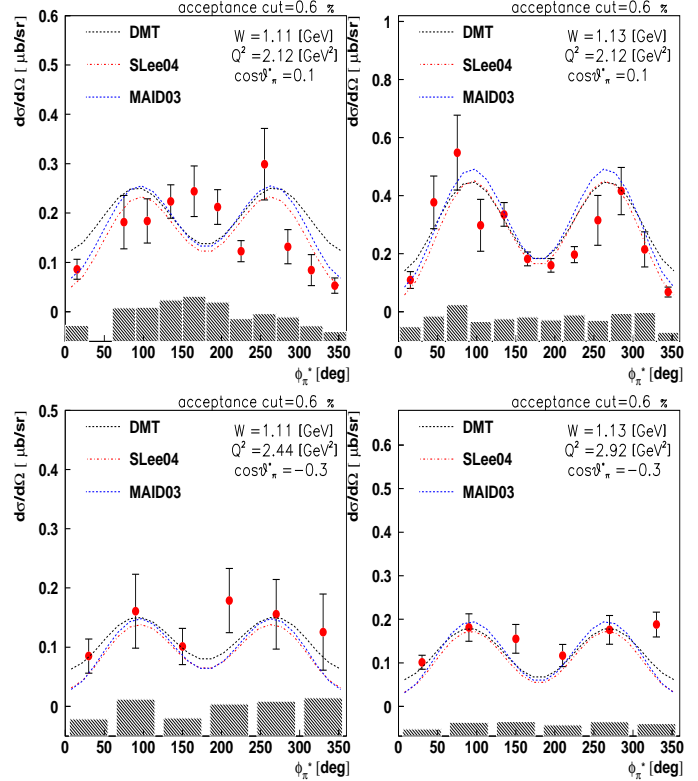 acceptance cut=0.6 %
dσ/dΩ [ μb/sr]
0.6
0.5
0.4
0.3
0.2
0.1
0
DMT
SLee04
MAID03
W = 1.11 [GeV]
Q² = 2.12 [GeV²]
cosϑ*π = 0.1
0 50 100 150 200 250 300 350
ϕπ* [deg]
acceptance cut=0.6 %
dσ/dΩ [ μb/sr]
1
0.8
0.6
0.4
0.2
0
DMT
SLee04
MAID03
W = 1.13 [GeV]
Q² = 2.12 [GeV²]
cosϑ*π = 0.1
0 50 100 150 200 250 300 350
ϕπ* [deg]
acceptance cut=0.6 %
dσ/dΩ [ μb/sr]
0.5
0.4
0.3
0.2
0.1
0
DMT
SLee04
MAID03
W = 1.11 [GeV]
Q² = 2.44 [GeV²]
cosϑ*π = −0.3
0 50 100 150 200 250 300 350
ϕπ* [deg]
acceptance cut=0.6 %
dσ/dΩ [ μb/sr]
0.6
0.5
0.4
0.3
0.2
0.1
0
DMT
SLee04
MAID03
W = 1.13 [GeV]
Q² = 2.92 [GeV²]
cosϑ*π = −0.3
0 50 100 150 200 250 300 350
ϕπ* [deg]